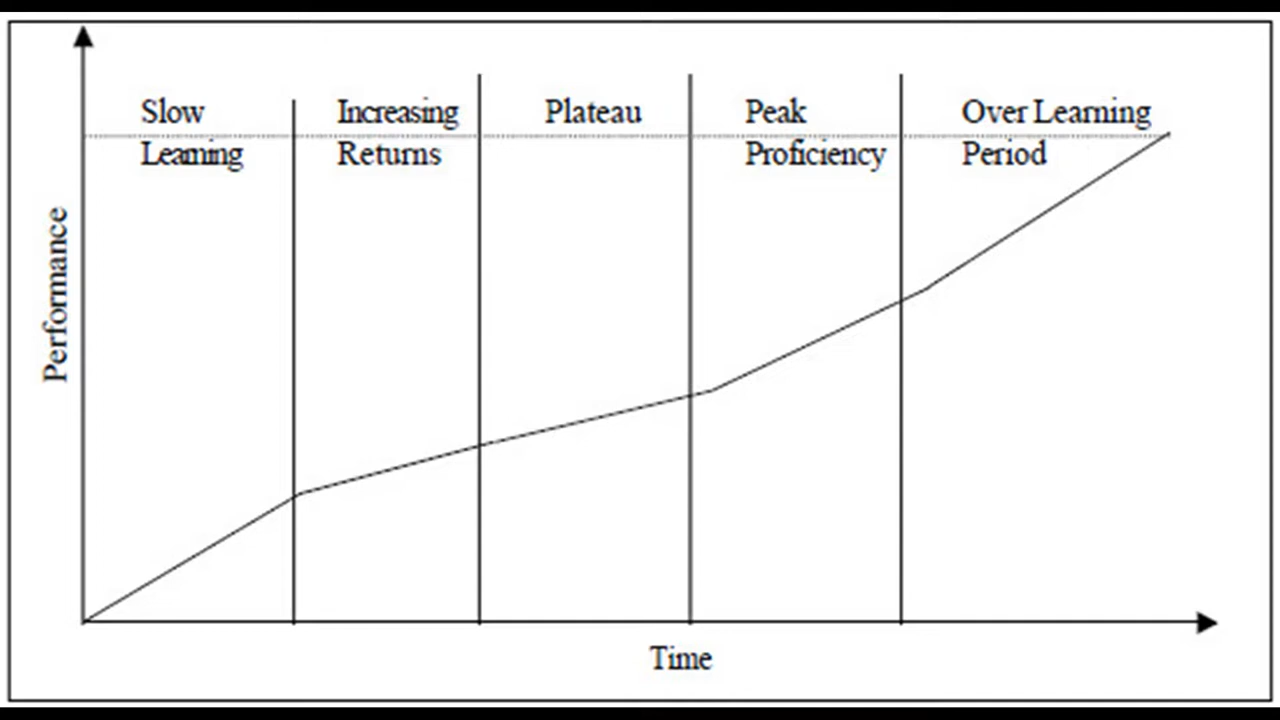 Slow
Learning
Increasing
Returns
Plateau
Peak
Proficiency
Over Learning
Period
Performance
Time